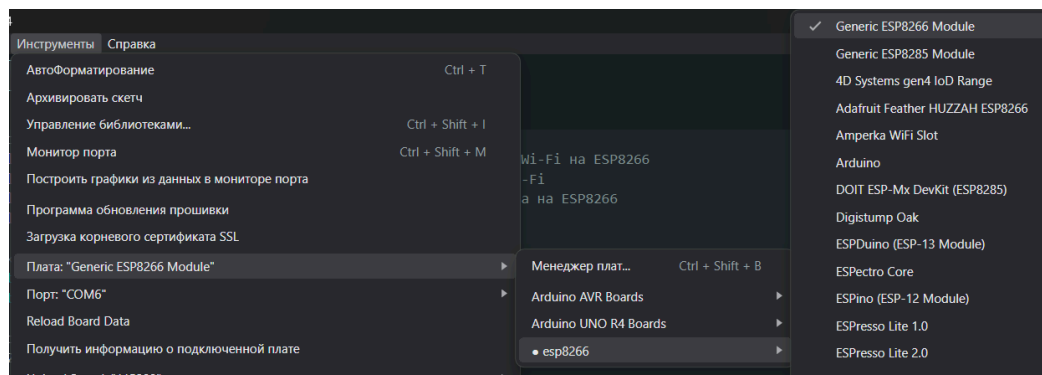 Инструменты Справка
АвтоФорматирование Ctrl + T
Архивировать скетч
Управление библиотеками... Ctrl + Shift + I
Монитор порта Ctrl + Shift + M
Построить графики из данных в мониторе порта
Программа обновления прошивки
Загрузка корневого сертификата SSL
Плата: "Generic ESP8266 Module"
Порт: "COM6"
Reload Board Data
Получить информацию о подключенной плате
Wi-Fi на ESP8266
-Fi
а на ESP8266
Менеджер плат... Ctrl + Shift + B
Arduino AVR Boards
Arduino UNO R4 Boards
● esp8266
✓ Generic ESP8266 Module
Generic ESP8285 Module
4D Systems gen4 IoD Range
Adafruit Feather HUZZAH ESP8266
Amperka WiFi Slot
Arduino
DOIT ESP-Mx DevKit (ESP8285)
Digistump Oak
ESPDuino (ESP-13 Module)
ESPectro Core
ESPino (ESP-12 Module)
ESPresso Lite 1.0
ESPresso Lite 2.0